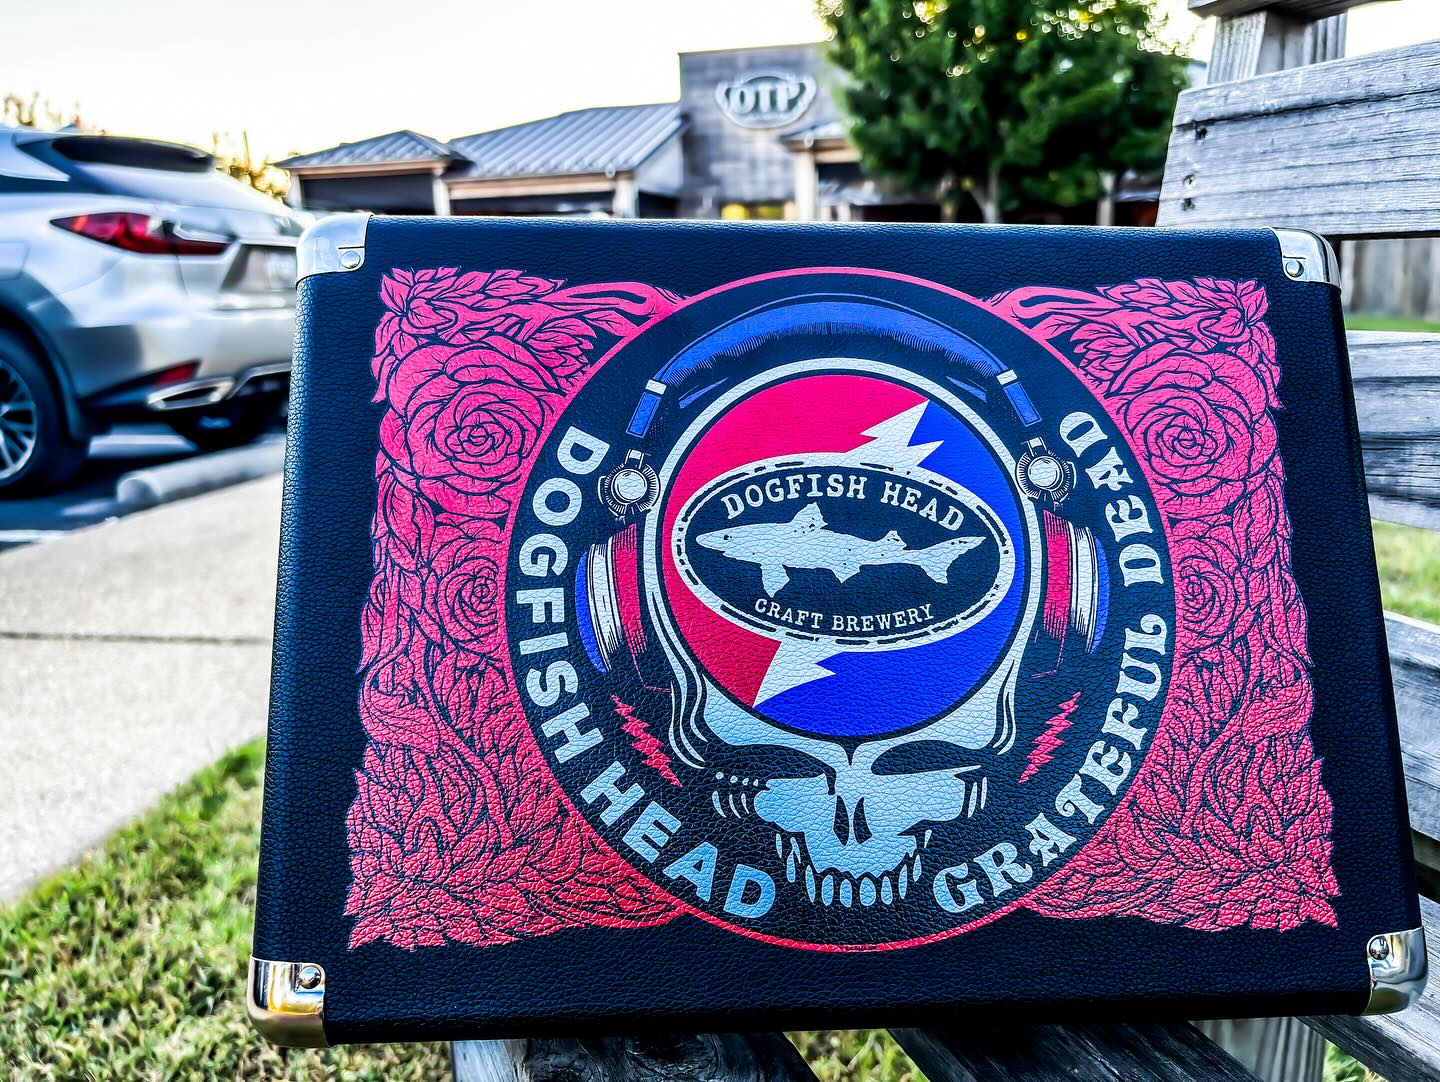 OTP
DOGFISH HEAD
GRATEFUL DEAD
DOGFISH HEAD
CRAFT BREWERY